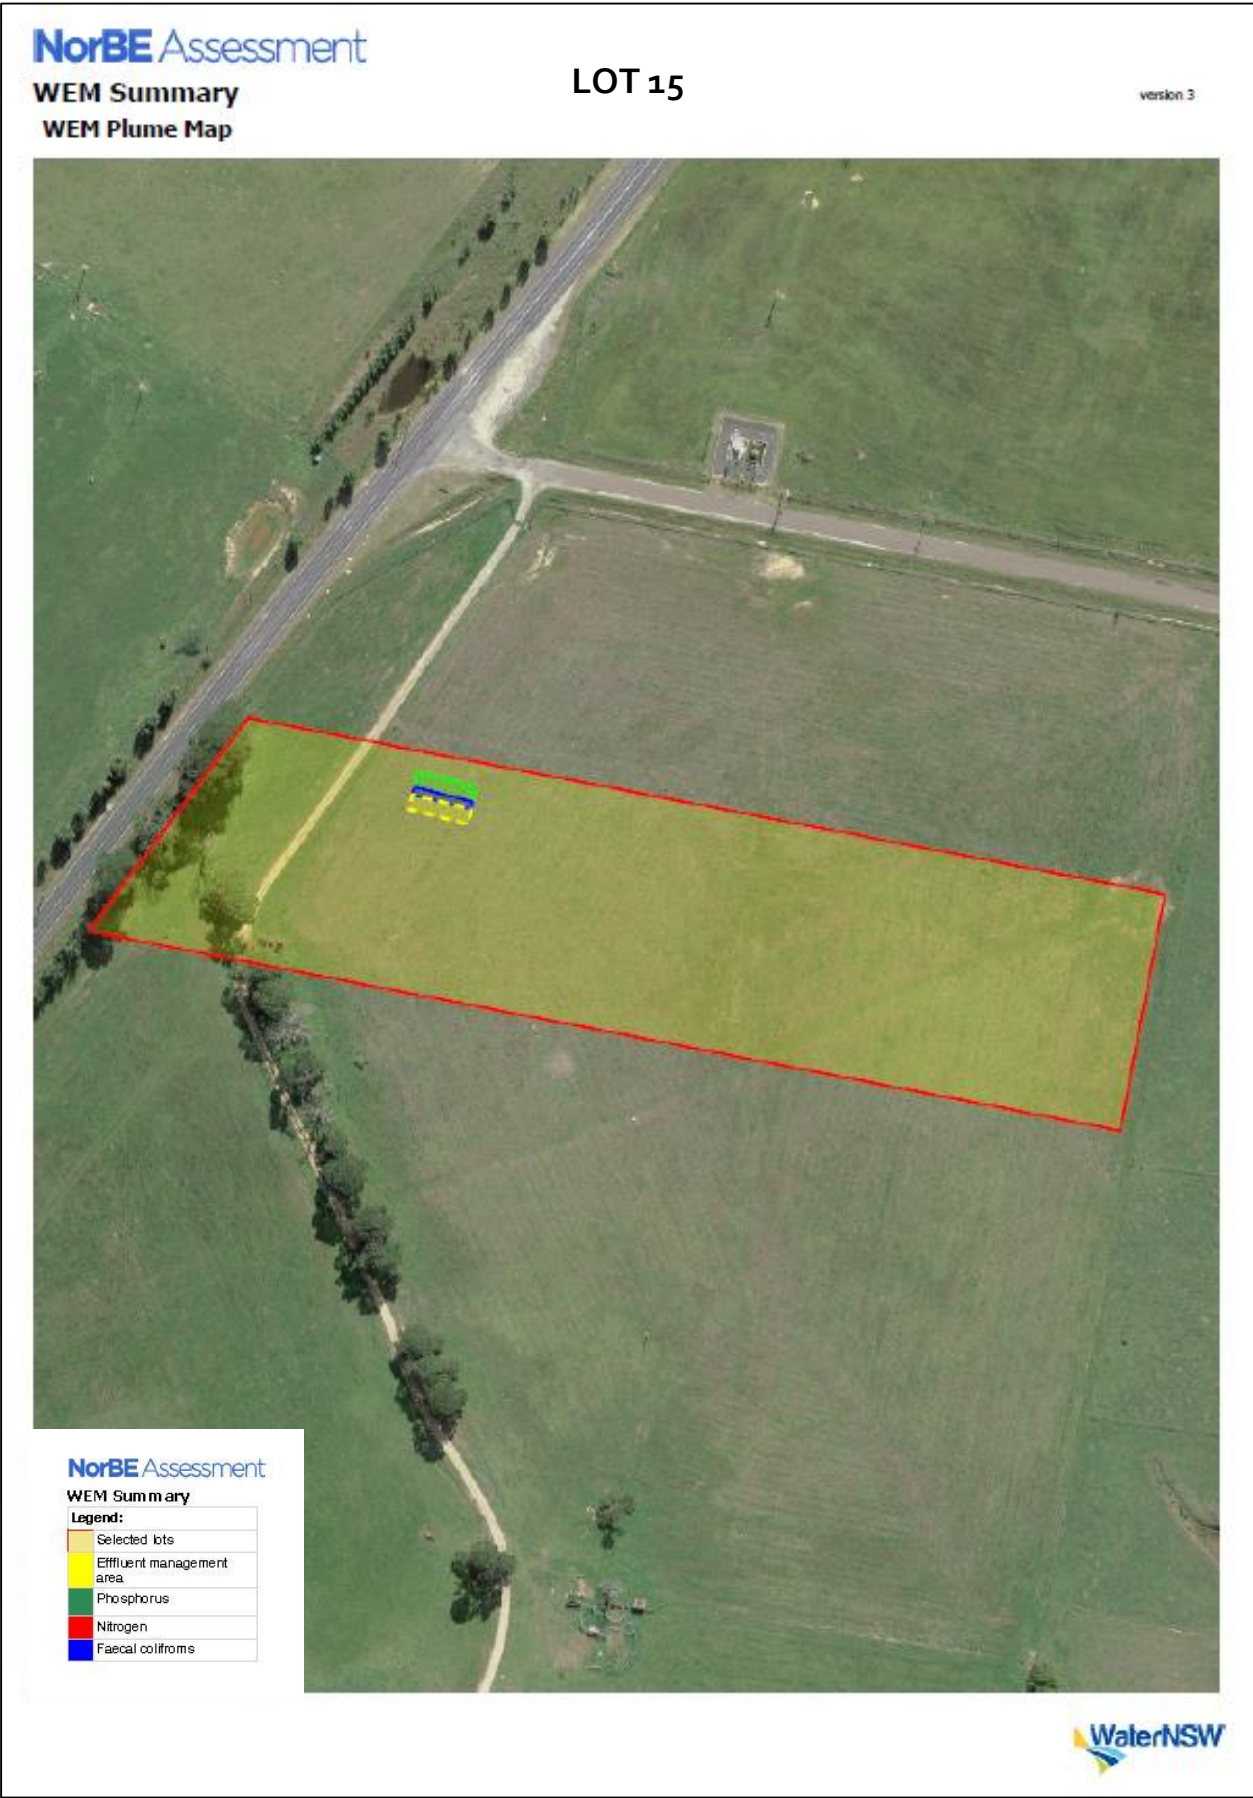 NorBE Assessment
LOT 15
WEM Summary
version 3
WEM Plume Map
NorBE Assessment
WEM Summary
Legend:
Selected lots
Efffluent management
area
Phosphorus
Nitrogen
Faecal colifroms
WaterNSW